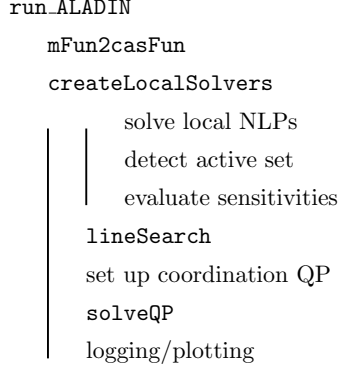 run_ALADIN
mFun2casFun
createLocalSolvers
solve local NLPs
detect active set
evaluate sensitivities
lineSearch
set up coordination QP
solveQP
logging/plotting